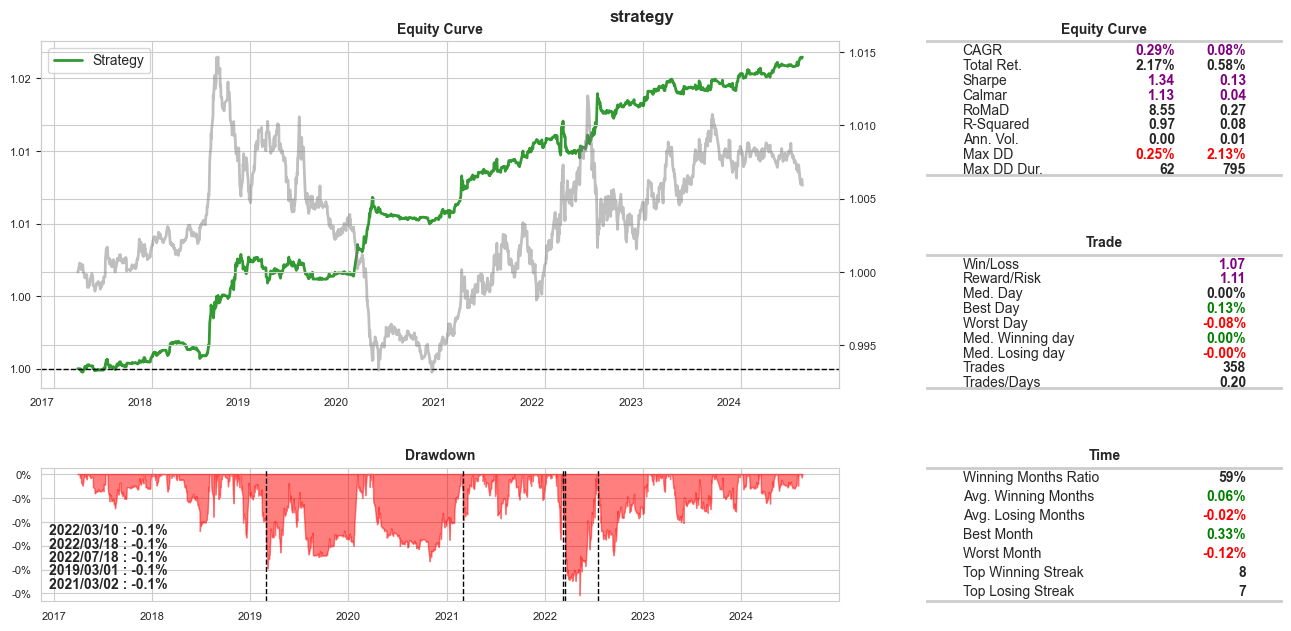 strategy
Equity Curve
Strategy
1.02
1.01
1.01
1.00
1.00
1.015
1.010
1.005
1.000
0.995
2017 2018 2019 2020 2021 2022 2023 2024
Equity Curve
CAGR 0.29% 0.08%
Total Ret. 2.17% 0.58%
Sharpe 1.34 0.13
Calmar 1.13 0.04
RoMaD 8.55 0.27
R-Squared 0.97 0.08
Ann. Vol. 0.00 0.01
Max DD 0.25% 2.13%
Max DD Dur. 62 795
Trade
Win/Loss 1.07
Reward/Risk 1.11
Med. Day 0.00%
Best Day 0.13%
Worst Day -0.08%
Med. Winning day 0.00%
Med. Losing day -0.00%
Trades 358
Trades/Days 0.20
Drawdown
0%
-0%
-0%
-0%
-0%
-0%
2022/03/10 : -0.1%
2022/03/18 : -0.1%
2022/07/18 : -0.1%
2019/03/01 : -0.1%
2021/03/02 : -0.1%
2017 2018 2019 2020 2021 2022 2023 2024
Time
Winning Months Ratio 59%
Avg. Winning Months 0.06%
Avg. Losing Months -0.02%
Best Month 0.33%
Worst Month -0.12%
Top Winning Streak 8
Top Losing Streak 7